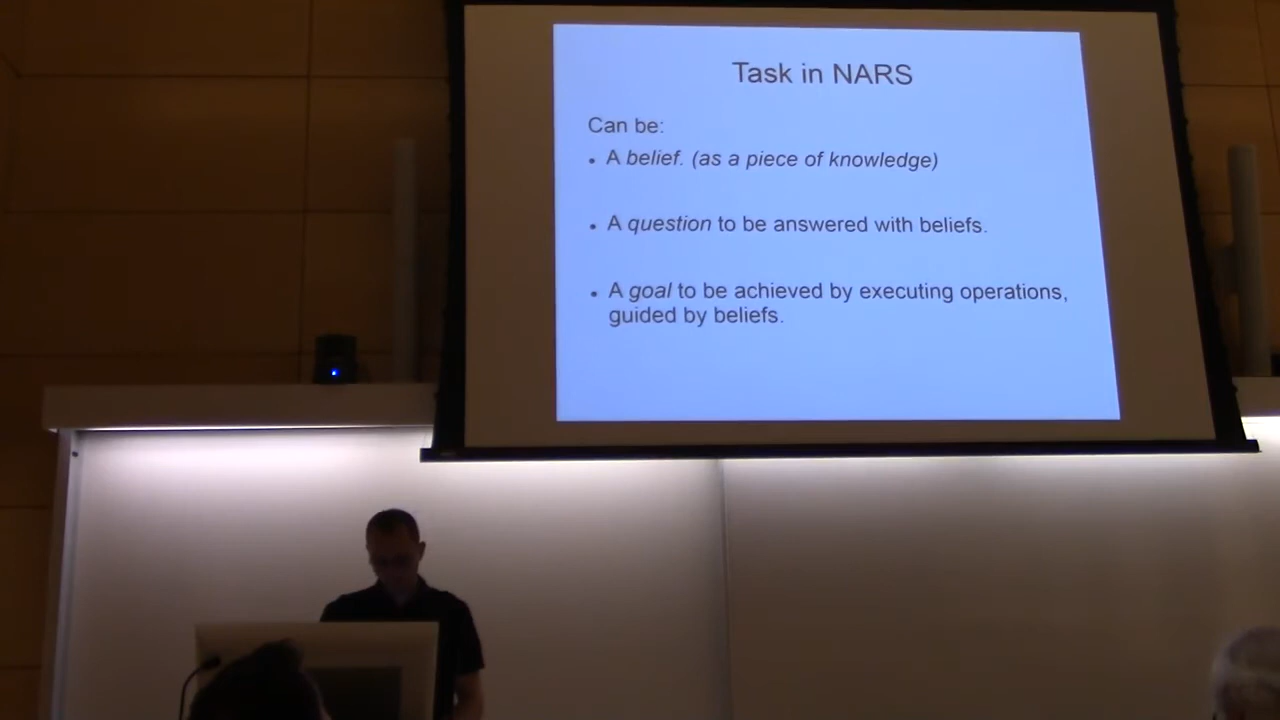 Task in NARS
Can be:
• A belief. (as a piece of knowledge)
• A question to be answered with beliefs.
• A goal to be achieved by executing operations,
guided by beliefs.